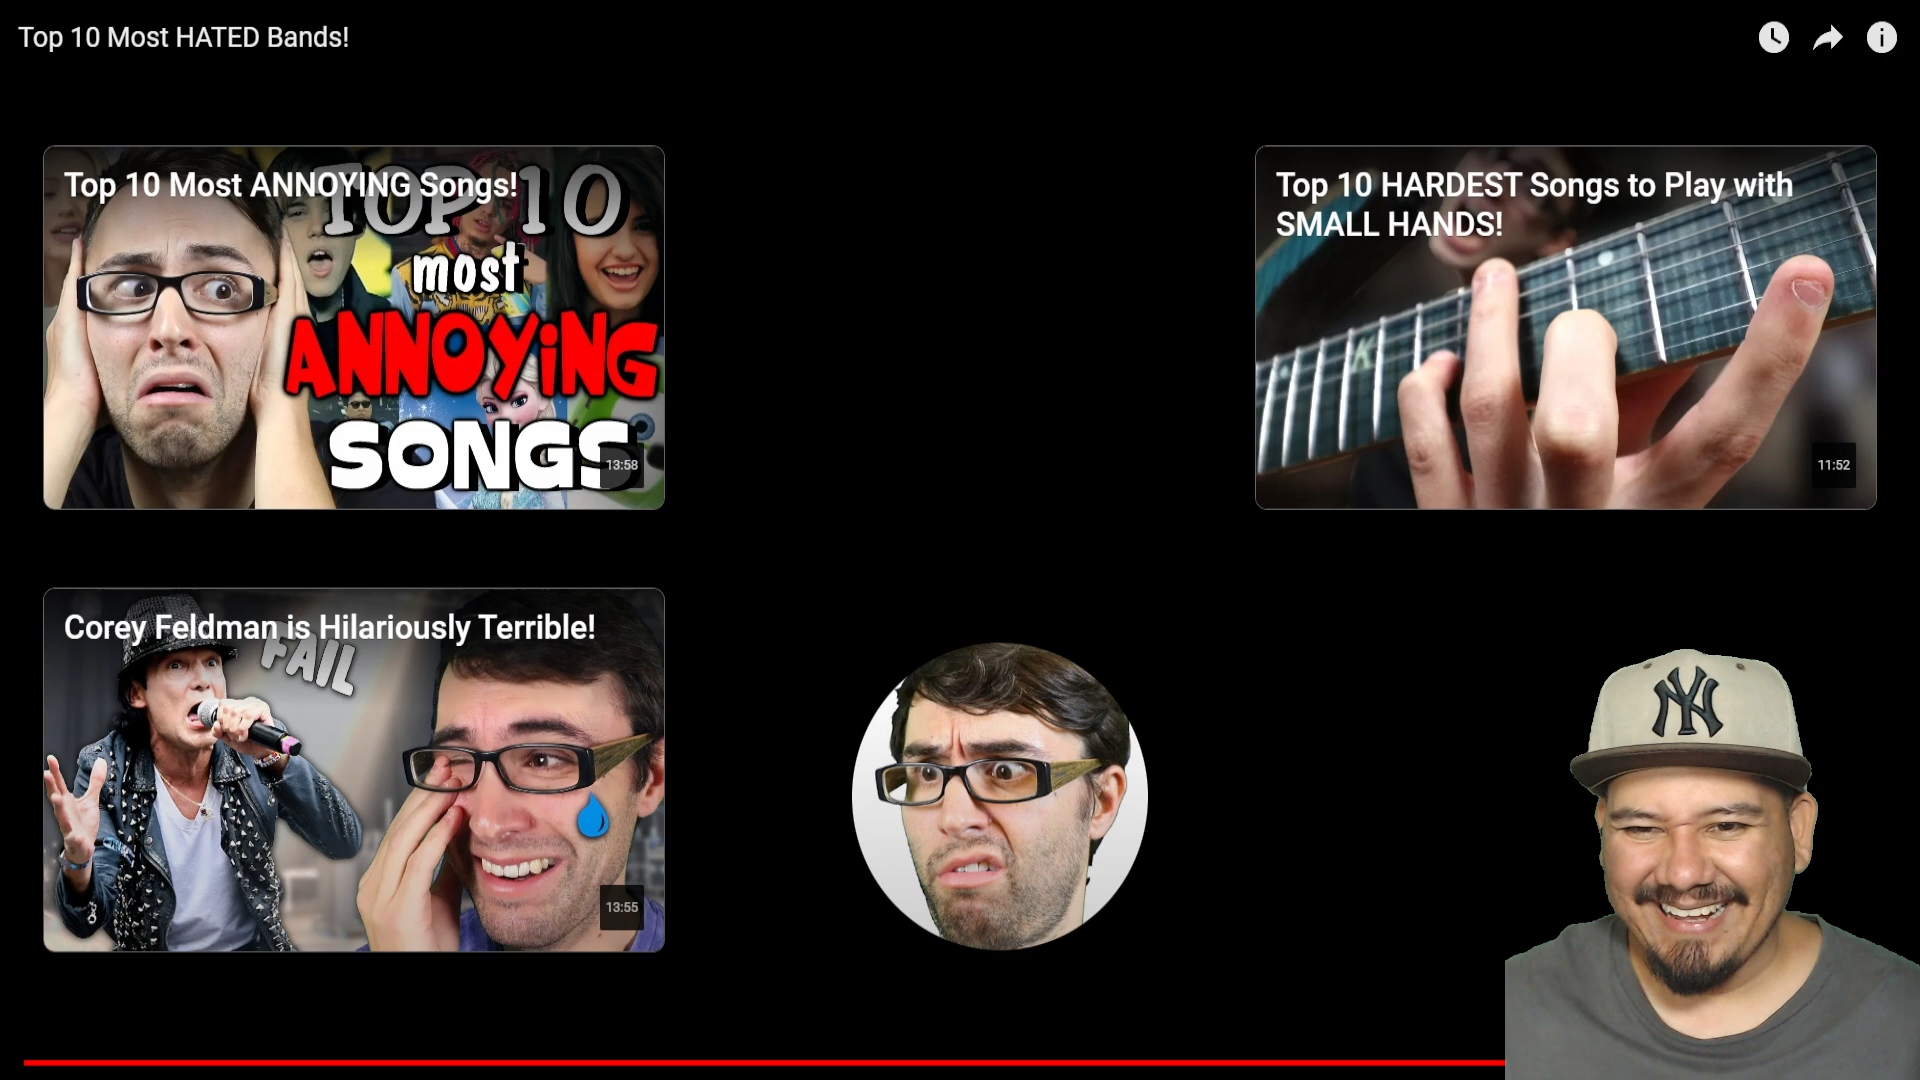 Top 10 Most HATED Bands!
Top 10 Most ANNOYING Songs!
TOP 10
most
ANNOYiNG
SONGS
13:58
Top 10 HARDEST Songs to Play with
SMALL HANDS!
11:52
Corey Feldman is Hilariously Terrible!
FAIL
13:55
NY